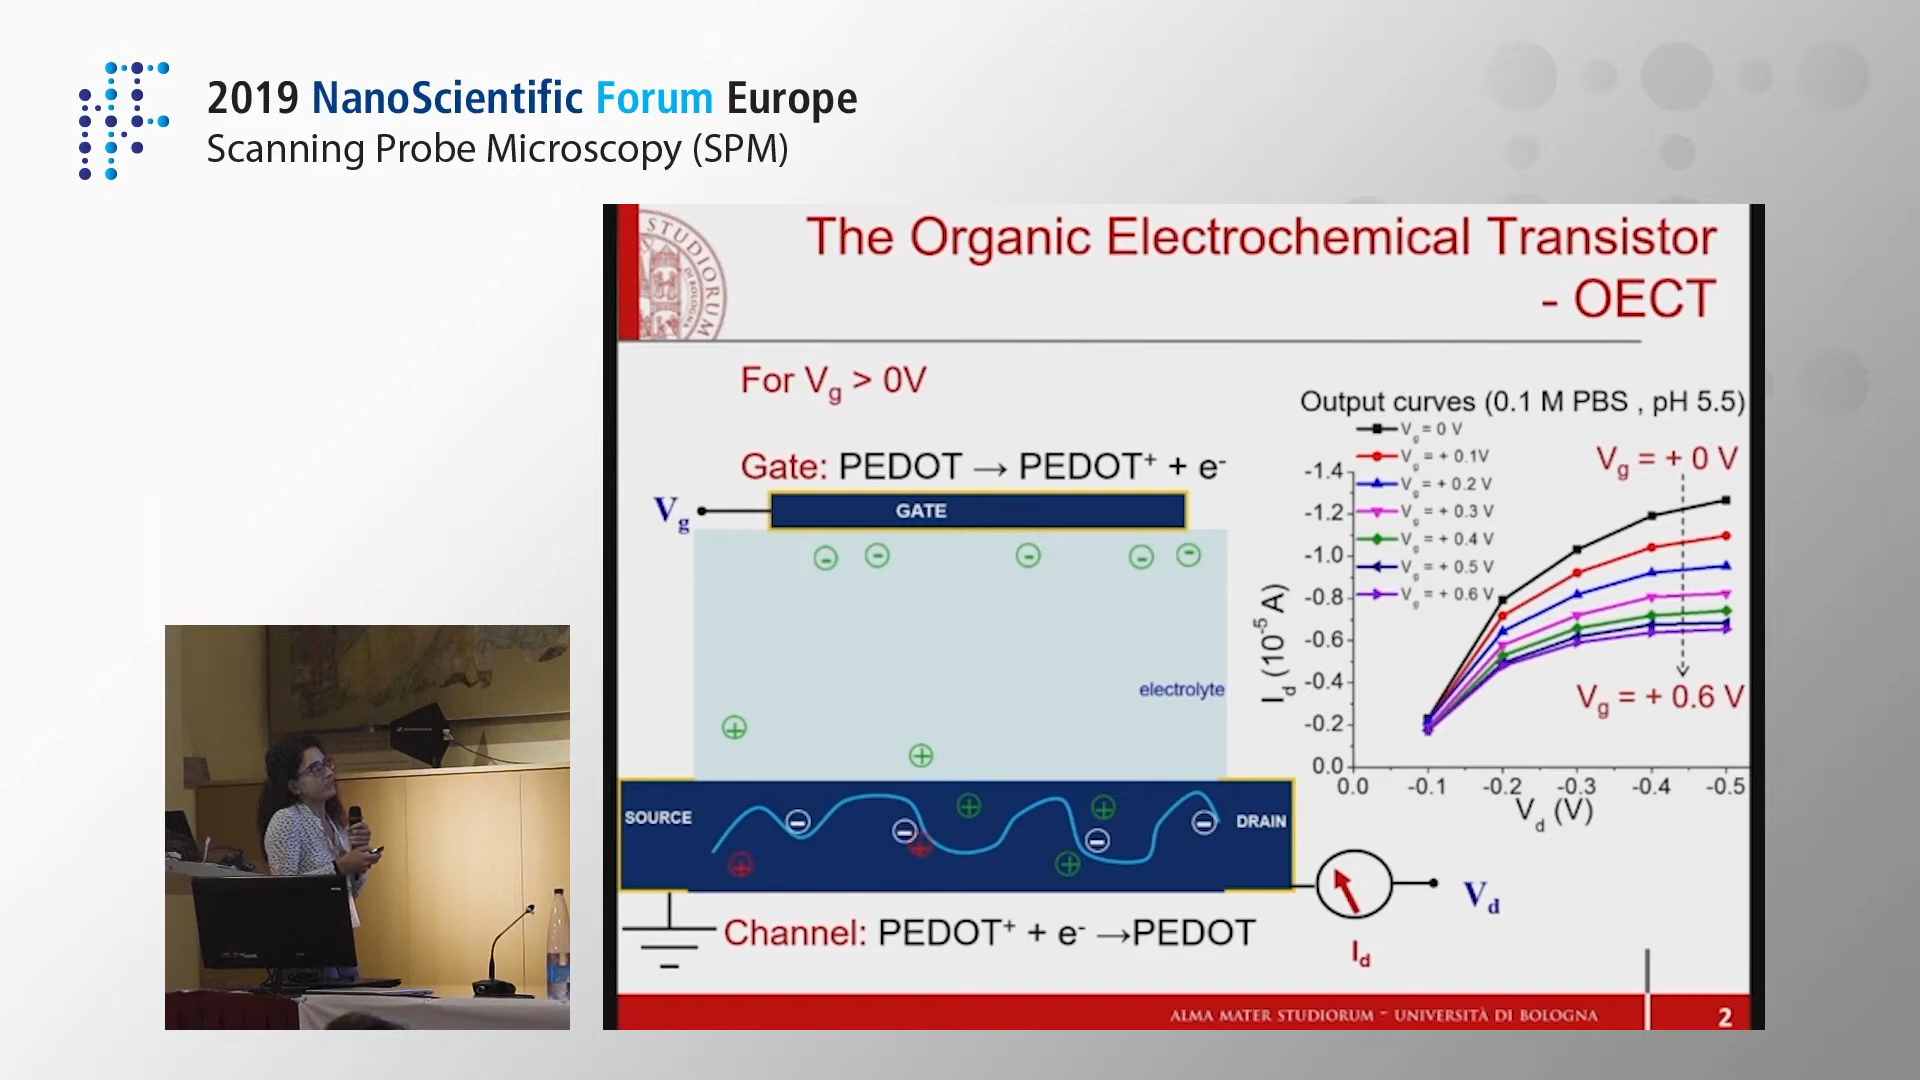 2019 NanoScientific Forum Europe
Scanning Probe Microscopy (SPM)
STUDIORUM
DI BOLOGNA
The Organic Electrochemical Transistor
- OECT
For Vg > 0V
Gate: PEDOT → PEDOT⁺ + e⁻
Vg
GATE
electrolyte
SOURCE
DRAIN
Channel: PEDOT⁺ + e⁻ →PEDOT
Id
Vd
Output curves (0.1 M PBS , pH 5.5)
Vg = 0 V
Vg = + 0.1V
Vg = + 0.2 V
Vg = + 0.3 V
Vg = + 0.4 V
Vg = + 0.5 V
Vg = + 0.6 V
Vg = + 0 V
Vg = + 0.6 V
Id (10⁻⁵ A)
-1.4
-1.2
-1.0
-0.8
-0.6
-0.4
-0.2
0.0
0.0 -0.1 -0.2 -0.3 -0.4 -0.5
Vd (V)
ALMA MATER STUDIORUM – UNIVERSITÀ DI BOLOGNA
2